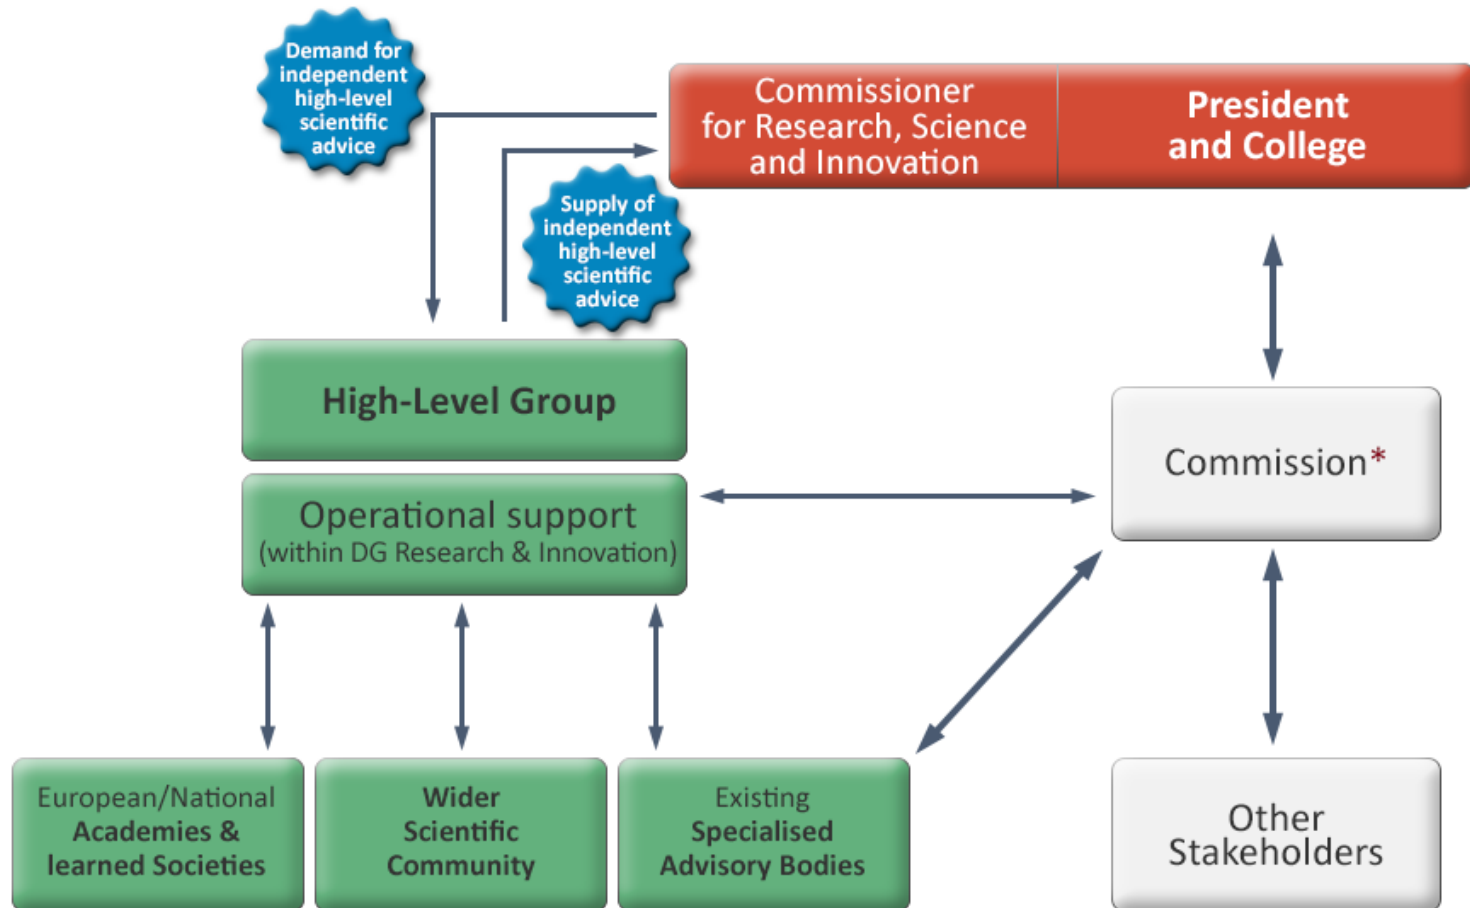 Demand for
independent
high-level
scientific
advice
Commissioner
for Research, Science
and Innovation
President
and College
Supply of
independent
high-level
scientific
advice
High-Level Group
Commission*
Operational support
(within DG Research & Innovation)
European/National
Academies &
learned Societies
Wider
Scientific
Community
Existing
Specialised
Advisory Bodies
Other
Stakeholders